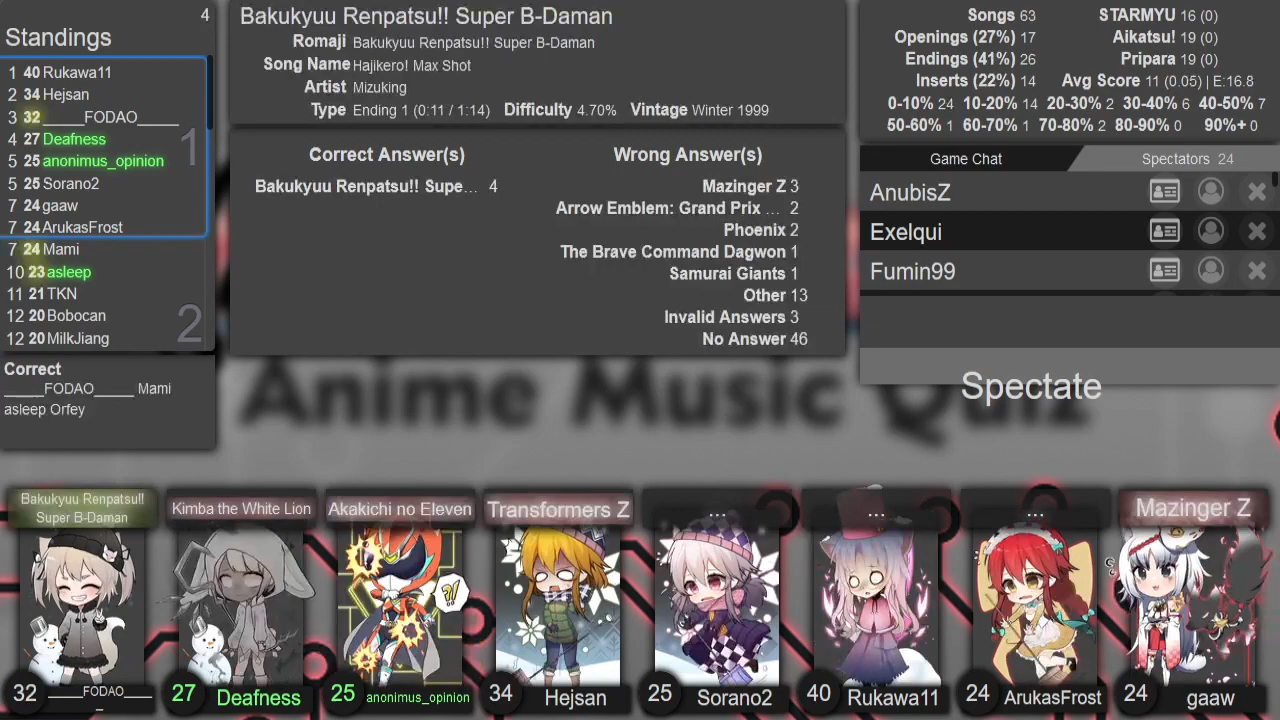 4
Standings
1 40 Rukawa11
2 34 Hejsan
3 32 _____FODAO_____
4 27 Deafness
5 25 anonimus_opinion
5 25 Sorano2
7 24 gaaw
7 24 ArukasFrost
1
7 24 Mami
10 23 asleep
11 21 TKN
12 20 Bobocan
12 20 MilkJiang
2
Correct
_____FODAO_____ Mami
asleep Orfey
Bakukyuu Renpatsu!! Super B-Daman
Romaji Bakukyuu Renpatsu!! Super B-Daman
Song Name Hajikero! Max Shot
Artist Mizuking
Type Ending 1 (0:11 / 1:14) Difficulty 4.70% Vintage Winter 1999
Correct Answer(s)
Bakukyuu Renpatsu!! Supe... 4
Wrong Answer(s)
Mazinger Z 3
Arrow Emblem: Grand Prix ... 2
Phoenix 2
The Brave Command Dagwon 1
Samurai Giants 1
Other 13
Invalid Answers 3
No Answer 46
Songs 63 STARMYU 16 (0)
Openings (27%) 17 Aikatsu! 19 (0)
Endings (41%) 26 Pripara 19 (0)
Inserts (22%) 14 Avg Score 11 (0.05) | E:16.8
0-10% 24 10-20% 14 20-30% 2 30-40% 6 40-50% 7
50-60% 1 60-70% 1 70-80% 2 80-90% 0 90%+ 0
Game Chat Spectators 24
AnubisZ
Exelqui
Fumin99
Spectate
Anime Music Quiz
Bakukyuu Renpatsu!!
Super B-Daman
Kimba the White Lion
Akakichi no Eleven
Transformers Z
...
...
...
Mazinger Z
?!
32 _____FODAO_____
27 Deafness
25 anonimus_opinion
34 Hejsan
25 Sorano2
40 Rukawa11
24 ArukasFrost
24 gaaw